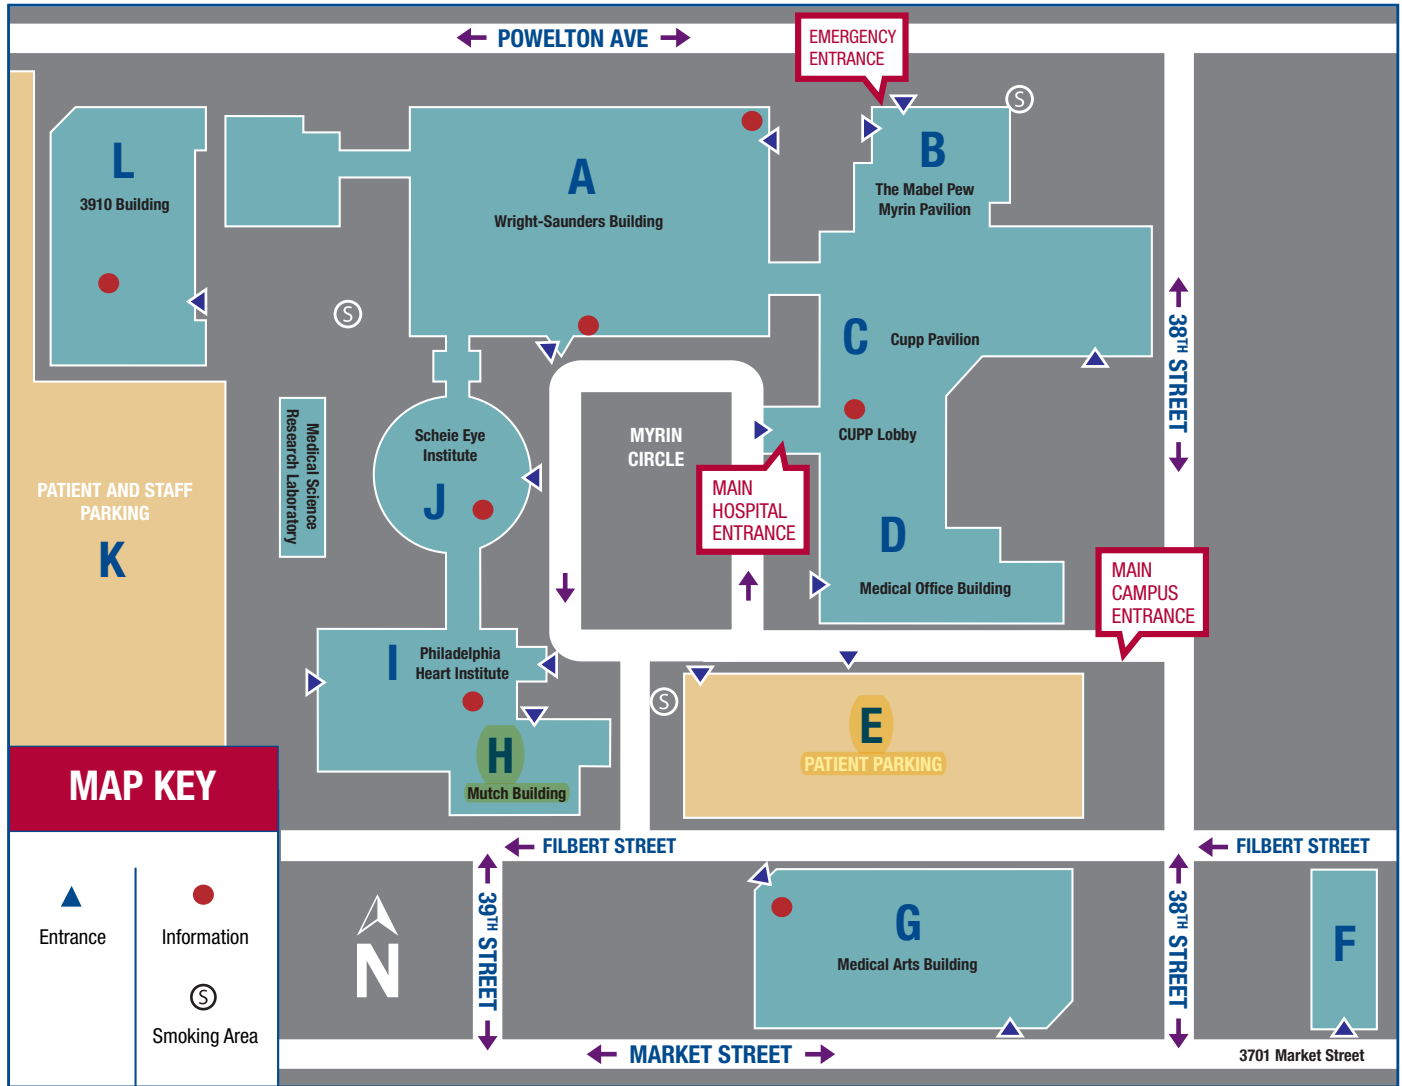 POWELTON AVE
EMERGENCY
ENTRANCE
S
L
3910 Building
A
Wright-Saunders Building
B
The Mabel Pew
Myrin Pavilion
S
C
Cupp Pavilion
38TH STREET
CUPP Lobby
MYRIN
CIRCLE
MAIN
HOSPITAL
ENTRANCE
Scheie Eye
Institute
J
Medical Science
Research Laboratory
PATIENT AND STAFF
PARKING
K
D
Medical Office Building
MAIN
CAMPUS
ENTRANCE
I
Philadelphia
Heart Institute
S
H
Mutch Building
E
PATIENT PARKING
MAP KEY
Entrance
Information
S
Smoking Area
FILBERT STREET
FILBERT STREET
39TH STREET
N
G
Medical Arts Building
38TH STREET
F
MARKET STREET
3701 Market Street